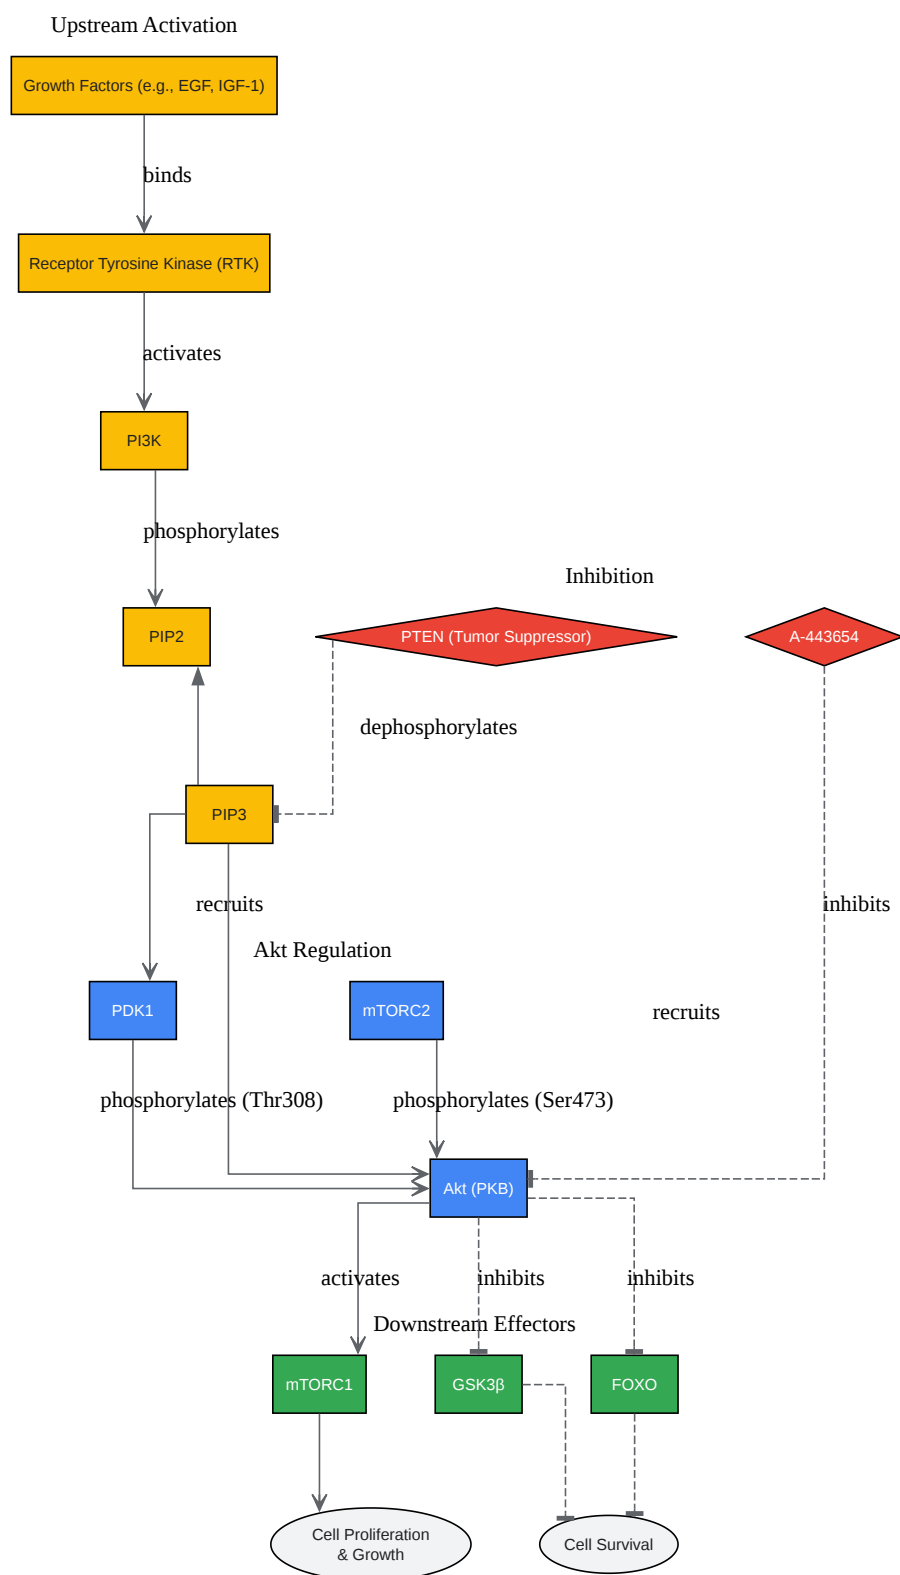 Upstream Activation
Growth Factors (e.g., EGF, IGF-1)
binds
Receptor Tyrosine Kinase (RTK)
activates
PI3K
phosphorylates
Inhibition
PIP2
PTEN (Tumor Suppressor)
A-443654
dephosphorylates
PIP3
recruits
inhibits
Akt Regulation
PDK1
mTORC2
recruits
phosphorylates (Thr308)
phosphorylates (Ser473)
Akt (PKB)
activates
inhibits
inhibits
Downstream Effectors
mTORC1
GSK3β
FOXO
Cell Proliferation
& Growth
Cell Survival